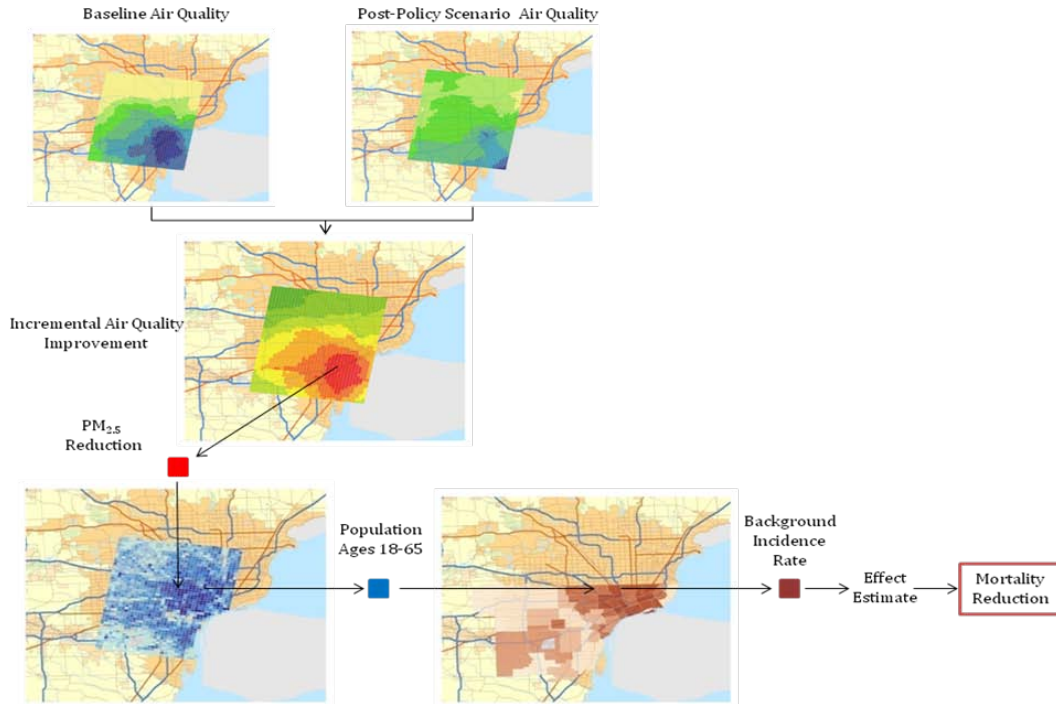 Baseline Air Quality
Post-Policy Scenario Air Quality
Incremental Air Quality
Improvement
PM₂.₅
Reduction
Population
Ages 18-65
Background
Incidence
Rate
Effect
Estimate
Mortality
Reduction